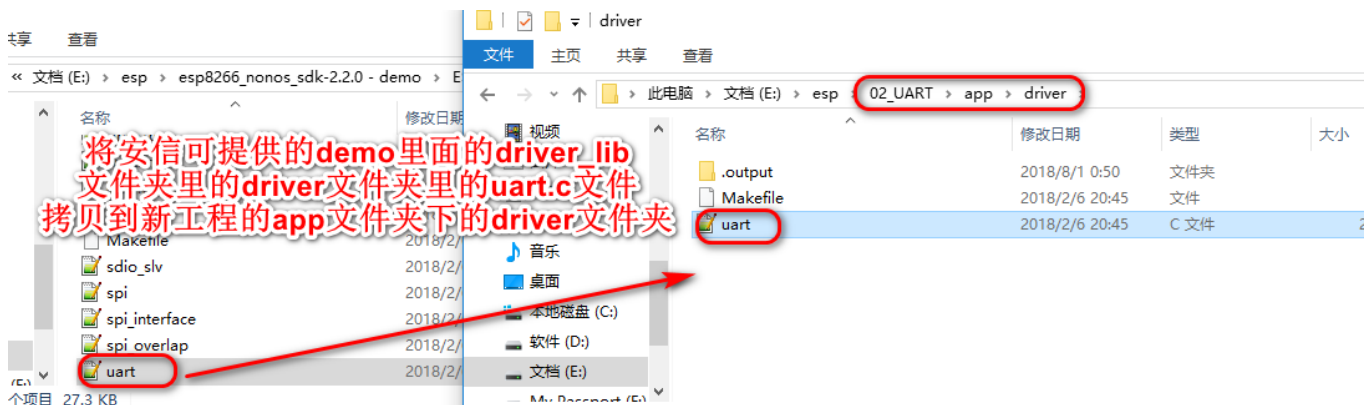 共享
查看
« 文档 (E:) › esp › esp8266_nonos_sdk-2.2.0 - demo › E
名称
修改日期
将安信可提供的demo里面的driver_lib
文件夹里的driver文件夹里的uart.c文件
拷贝到新工程的app文件夹下的driver文件夹
Makefile
2018/2/
sdio_slv
2018/2/
spi
2018/2/
spi_interface
2018/2/
spi_overlap
2018/2/
uart
2018/2/
个项目 27.3 KB
driver
文件
主页
共享
查看
此电脑 › 文档 (E:) › esp › 02_UART › app › driver
视频
音乐
桌面
本地磁盘 (C:)
软件 (D:)
文档 (E:)
My Passport (F:)
名称
修改日期
类型
大小
.output
2018/8/1 0:50
文件夹
Makefile
2018/2/6 20:45
文件
uart
2018/2/6 20:45
C 文件